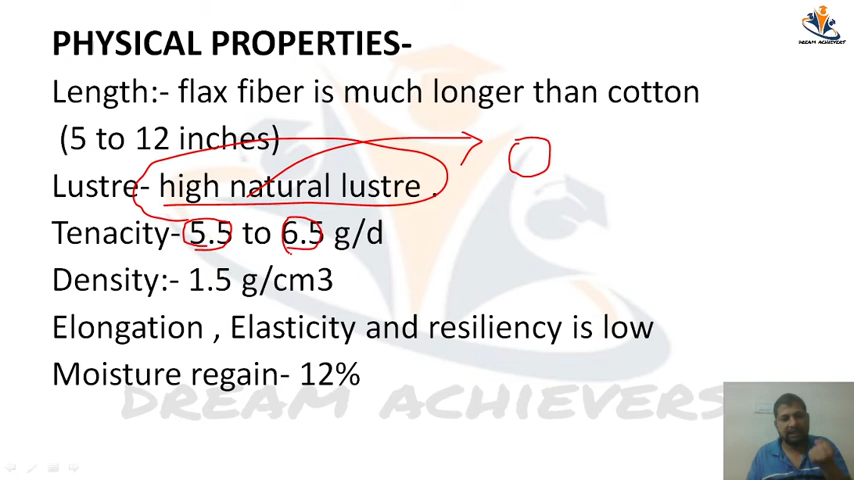 DREAM ACHIEVERS
PHYSICAL PROPERTIES-
Length:- flax fiber is much longer than cotton
(5 to 12 inches)
Lustre- high natural lustre .
Tenacity- 5.5 to 6.5 g/d
Density:- 1.5 g/cm3
Elongation , Elasticity and resiliency is low
Moisture regain- 12%
DREAM ACHIEVERS